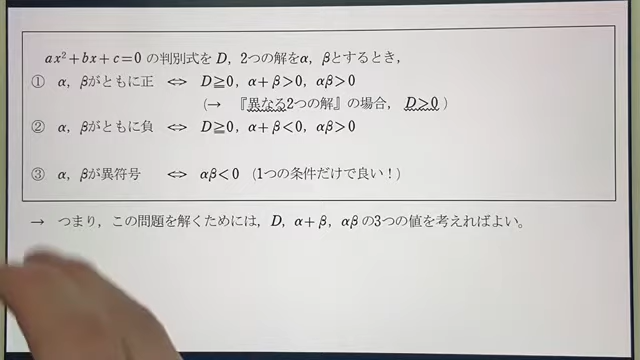 ax²+bx+c=0 の判別式を D，2つの解をα，βとするとき，
① α，βがともに正 ⇔ D≧0，α+β>0，αβ>0
(→ 『異なる2つの解』の場合，D>0 )
② α，βがともに負 ⇔ D≧0，α+β<0，αβ>0
③ α，βが異符号 ⇔ αβ<0 (1つの条件だけで良い！)
→ つまり，この問題を解くためには，D，α+β，αβ の3つの値を考えればよい。